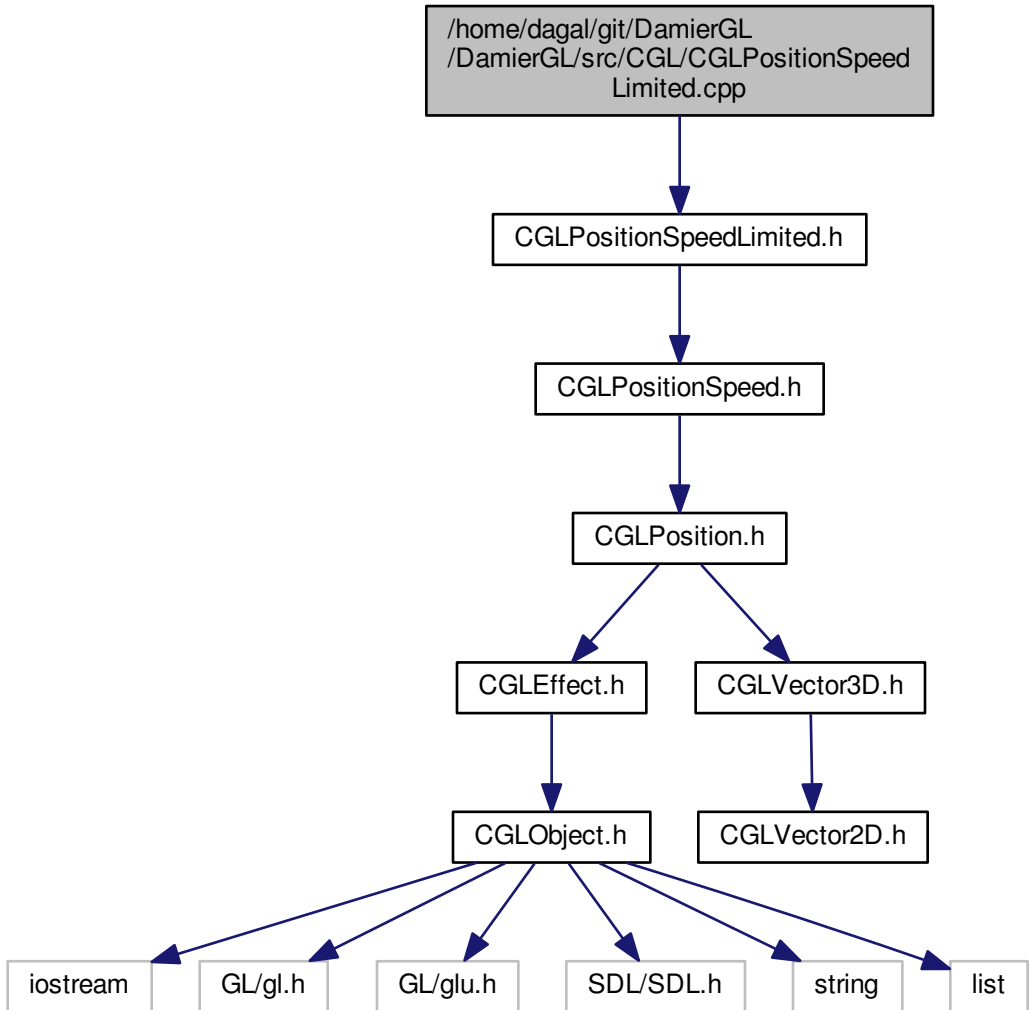 /home/dagal/git/DamierGL
/DamierGL/src/CGL/CGLPositionSpeed
Limited.cpp
CGLPositionSpeedLimited.h
CGLPositionSpeed.h
CGLPosition.h
CGLEffect.h
CGLVector3D.h
CGLObject.h
CGLVector2D.h
iostream
GL/gl.h
GL/glu.h
SDL/SDL.h
string
list